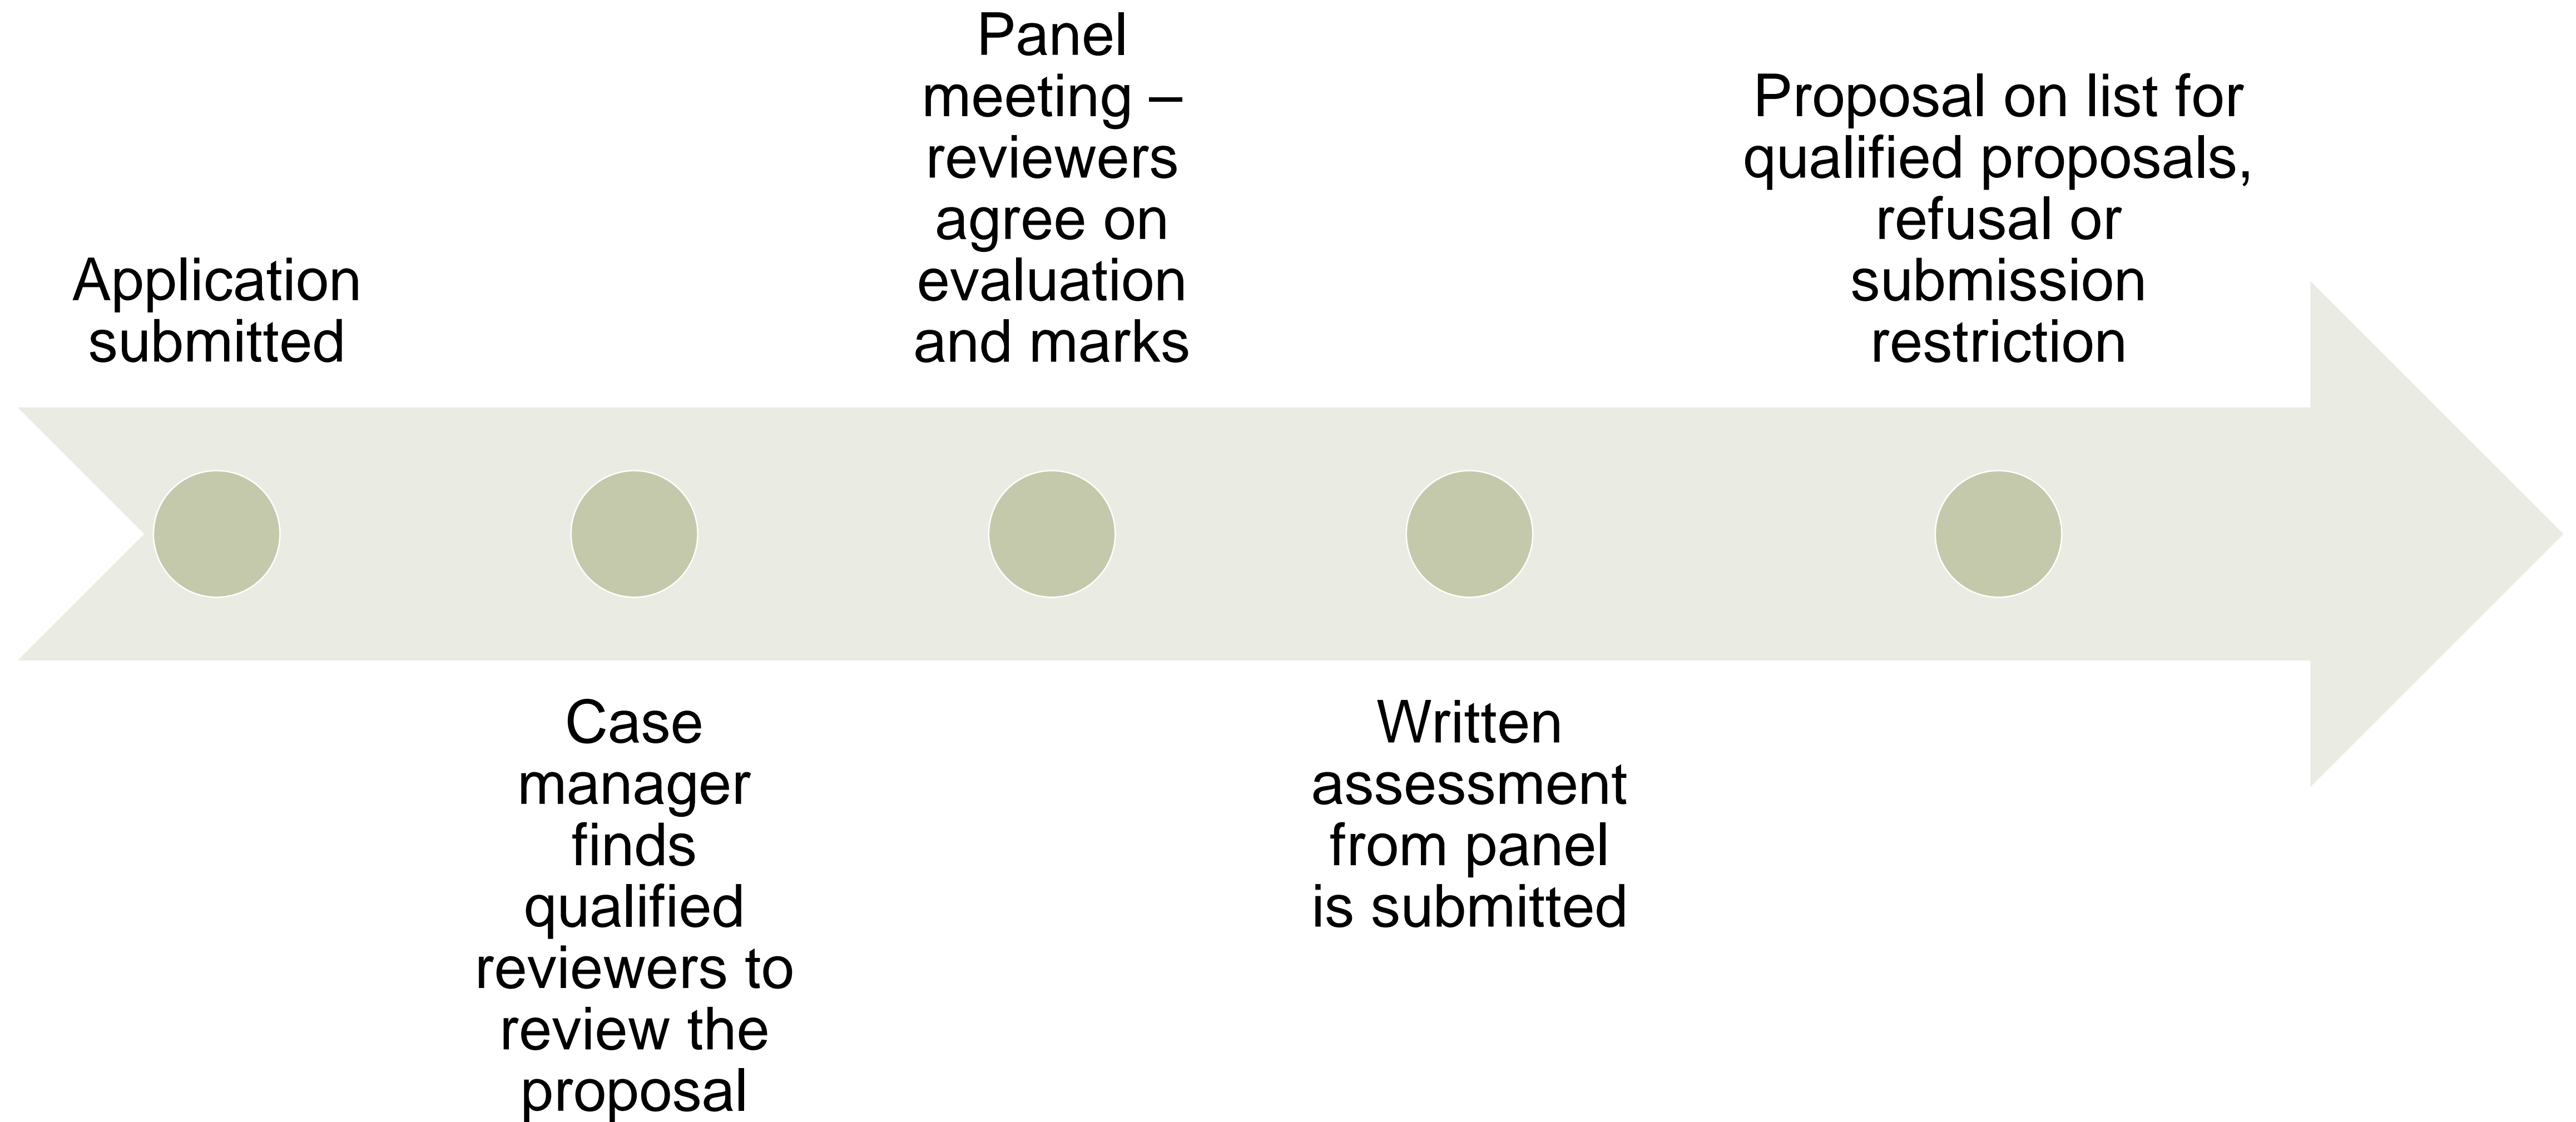 Application
submitted
Case
manager
finds
qualified
reviewers to
review the
proposal
Panel
meeting –
reviewers
agree on
evaluation
and marks
Written
assessment
from panel
is submitted
Proposal on list for
qualified proposals,
refusal or
submission
restriction